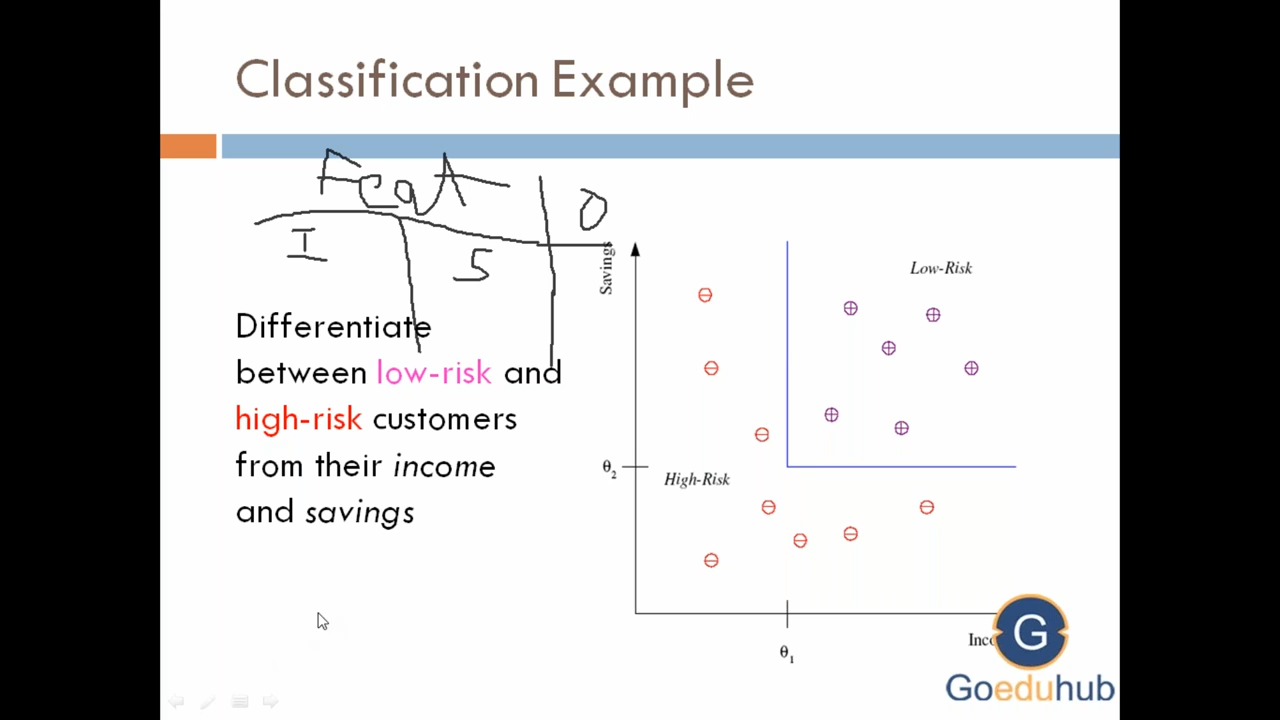 Classification Example
Feat
O
I
S
Differentiate
between low-risk and
high-risk customers
from their income
and savings
Savings
Low-Risk
High-Risk
θ2
θ1
G
Goeduhub